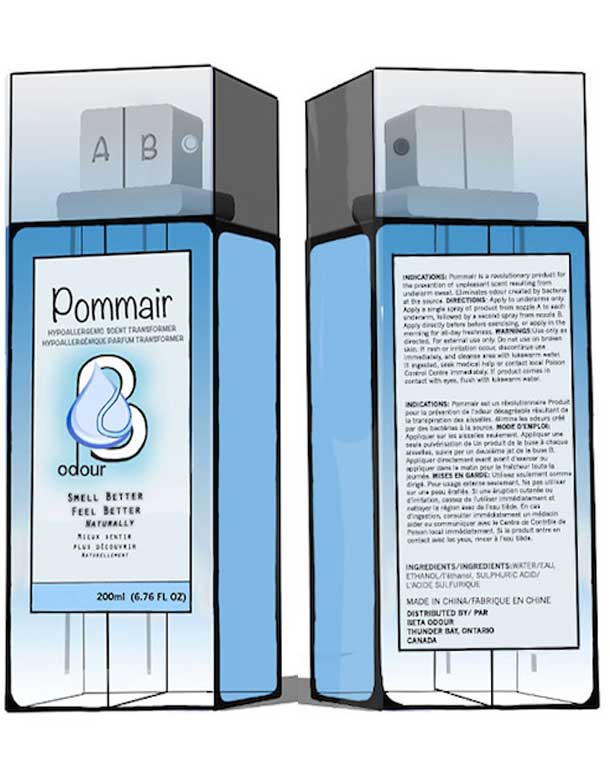 A B
Pommair
HYPOALLERGENIC SCENT TRANSFORMER
HYPOALLERGÉNIQUE PARFUM TRANSFORMER
B
odour
SMELL BETTER
FEEL BETTER
NATURALLY
MIEUX SENTIR
PLUS DÉCOUVRIR
NATURELLEMENT
200ml (6.76 FL OZ)
INDICATIONS: Pommair is a revolutionary product for
the prevention of unpleasant scent resulting from
underarm sweat. Eliminates odour created by bacteria
at the source. DIRECTIONS: Apply to underarms only.
Apply a single spray of product from nozzle A to each
underarm, followed by a second spray from nozzle B.
Apply directly before before exercising, or apply in the
morning for all-day freshness. WARNINGS:Use only as
directed. For external use only. Do not use on broken
skin. If rash or irritation occur, discontinue use
immediately, and cleanse area with lukewarm water.
If ingested, seek medical help or contact local Poison
Control Centre immediately. If product comes in
contact with eyes, flush with lukewarm water.
INDICATIONS: Pommair est un révolutionnaire Produit
pour la prévention de l'odeur désagréable résultant de
la transpiration des aisselles. Élimine les odeurs créé
par des bactéries à la source. MODE D'EMPLOI:
Appliquer sur les aisselles seulement. Appliquer une
seule pulvérisation de Un produit de la buse à chaque
aisselles, suivie par un deuxième jet de la buse B.
Appliquer directement avant avant d'exercer ou
appliquer dans le matin pour la fraîcheur toute la
journée. MISES EN GARDE: Utilisez seulement comme
dirigé. Pour usage externe seulement. Ne pas utiliser
sur une peau éraflée. Si une éruption cutanée ou
d'irritation, cessez de l'utiliser immédiatement et
nettoyer la région avec de l'eau tiède. En cas
d'ingestion, consulter immédiatement un médecin
aider ou communiquer avec le Centre de Contrôle de
Poison local immédiatement. Si le produit entre en
contact avec les yeux, rincer à l'eau tiède.
INGREDIENTS/INGREDIENTS:WATER/EAU,
ETHANOL/l'éthanol, SULPHURIC ACID/
L'ACIDE SULFURIQUE
MADE IN CHINA/FABRIQUE EN CHINE
DISTRIBUTED BY/ PAR
BETA ODOUR
THUNDER BAY, ONTARIO
CANADA